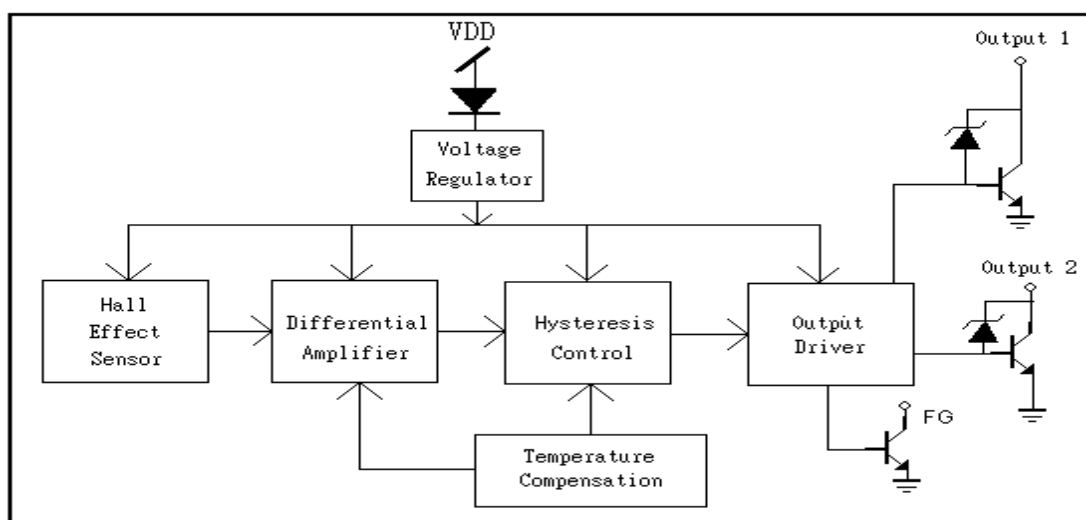 VDD
Output 1
Voltage
Regulator
Output 2
Hall
Effect
Sensor
Differential
Amplifier
Hysteresis
Control
Output
Driver
FG
Temperature
Compensation